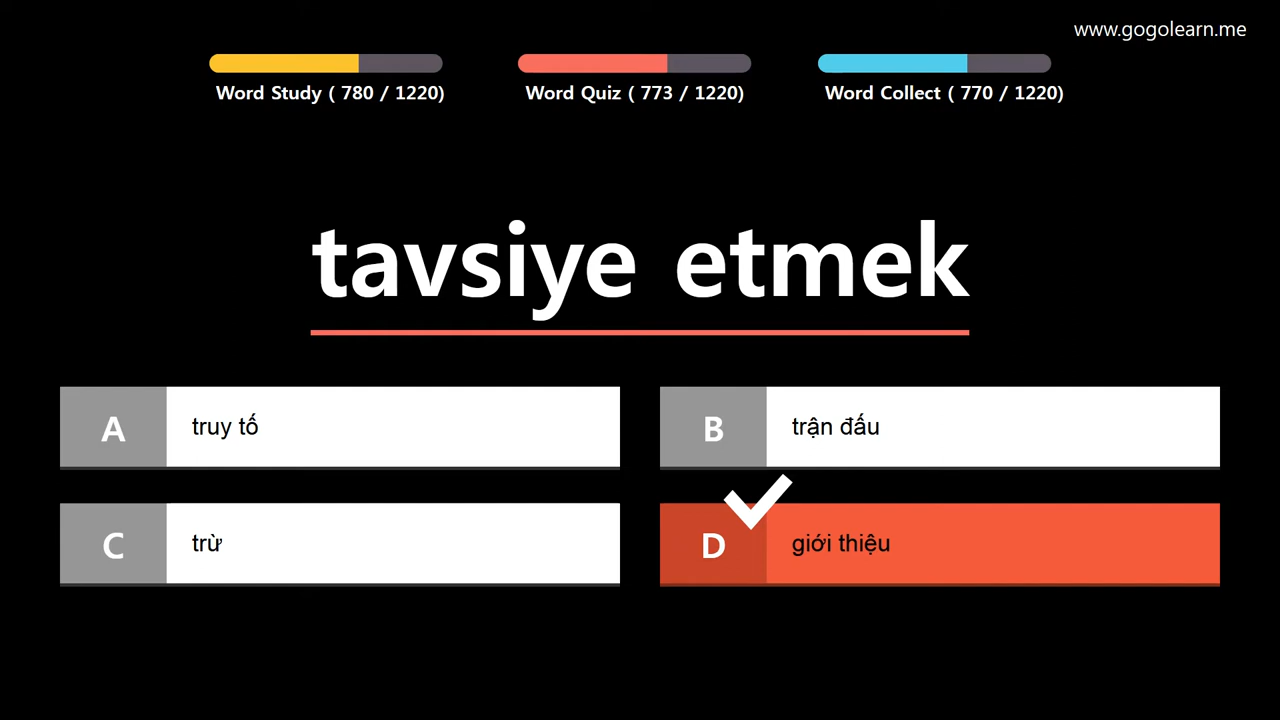 www.gogolearn.me
Word Study ( 780 / 1220)
Word Quiz ( 773 / 1220)
Word Collect ( 770 / 1220)
tavsiye etmek
A truy tố
B trận đấu
C trừ
D giới thiệu